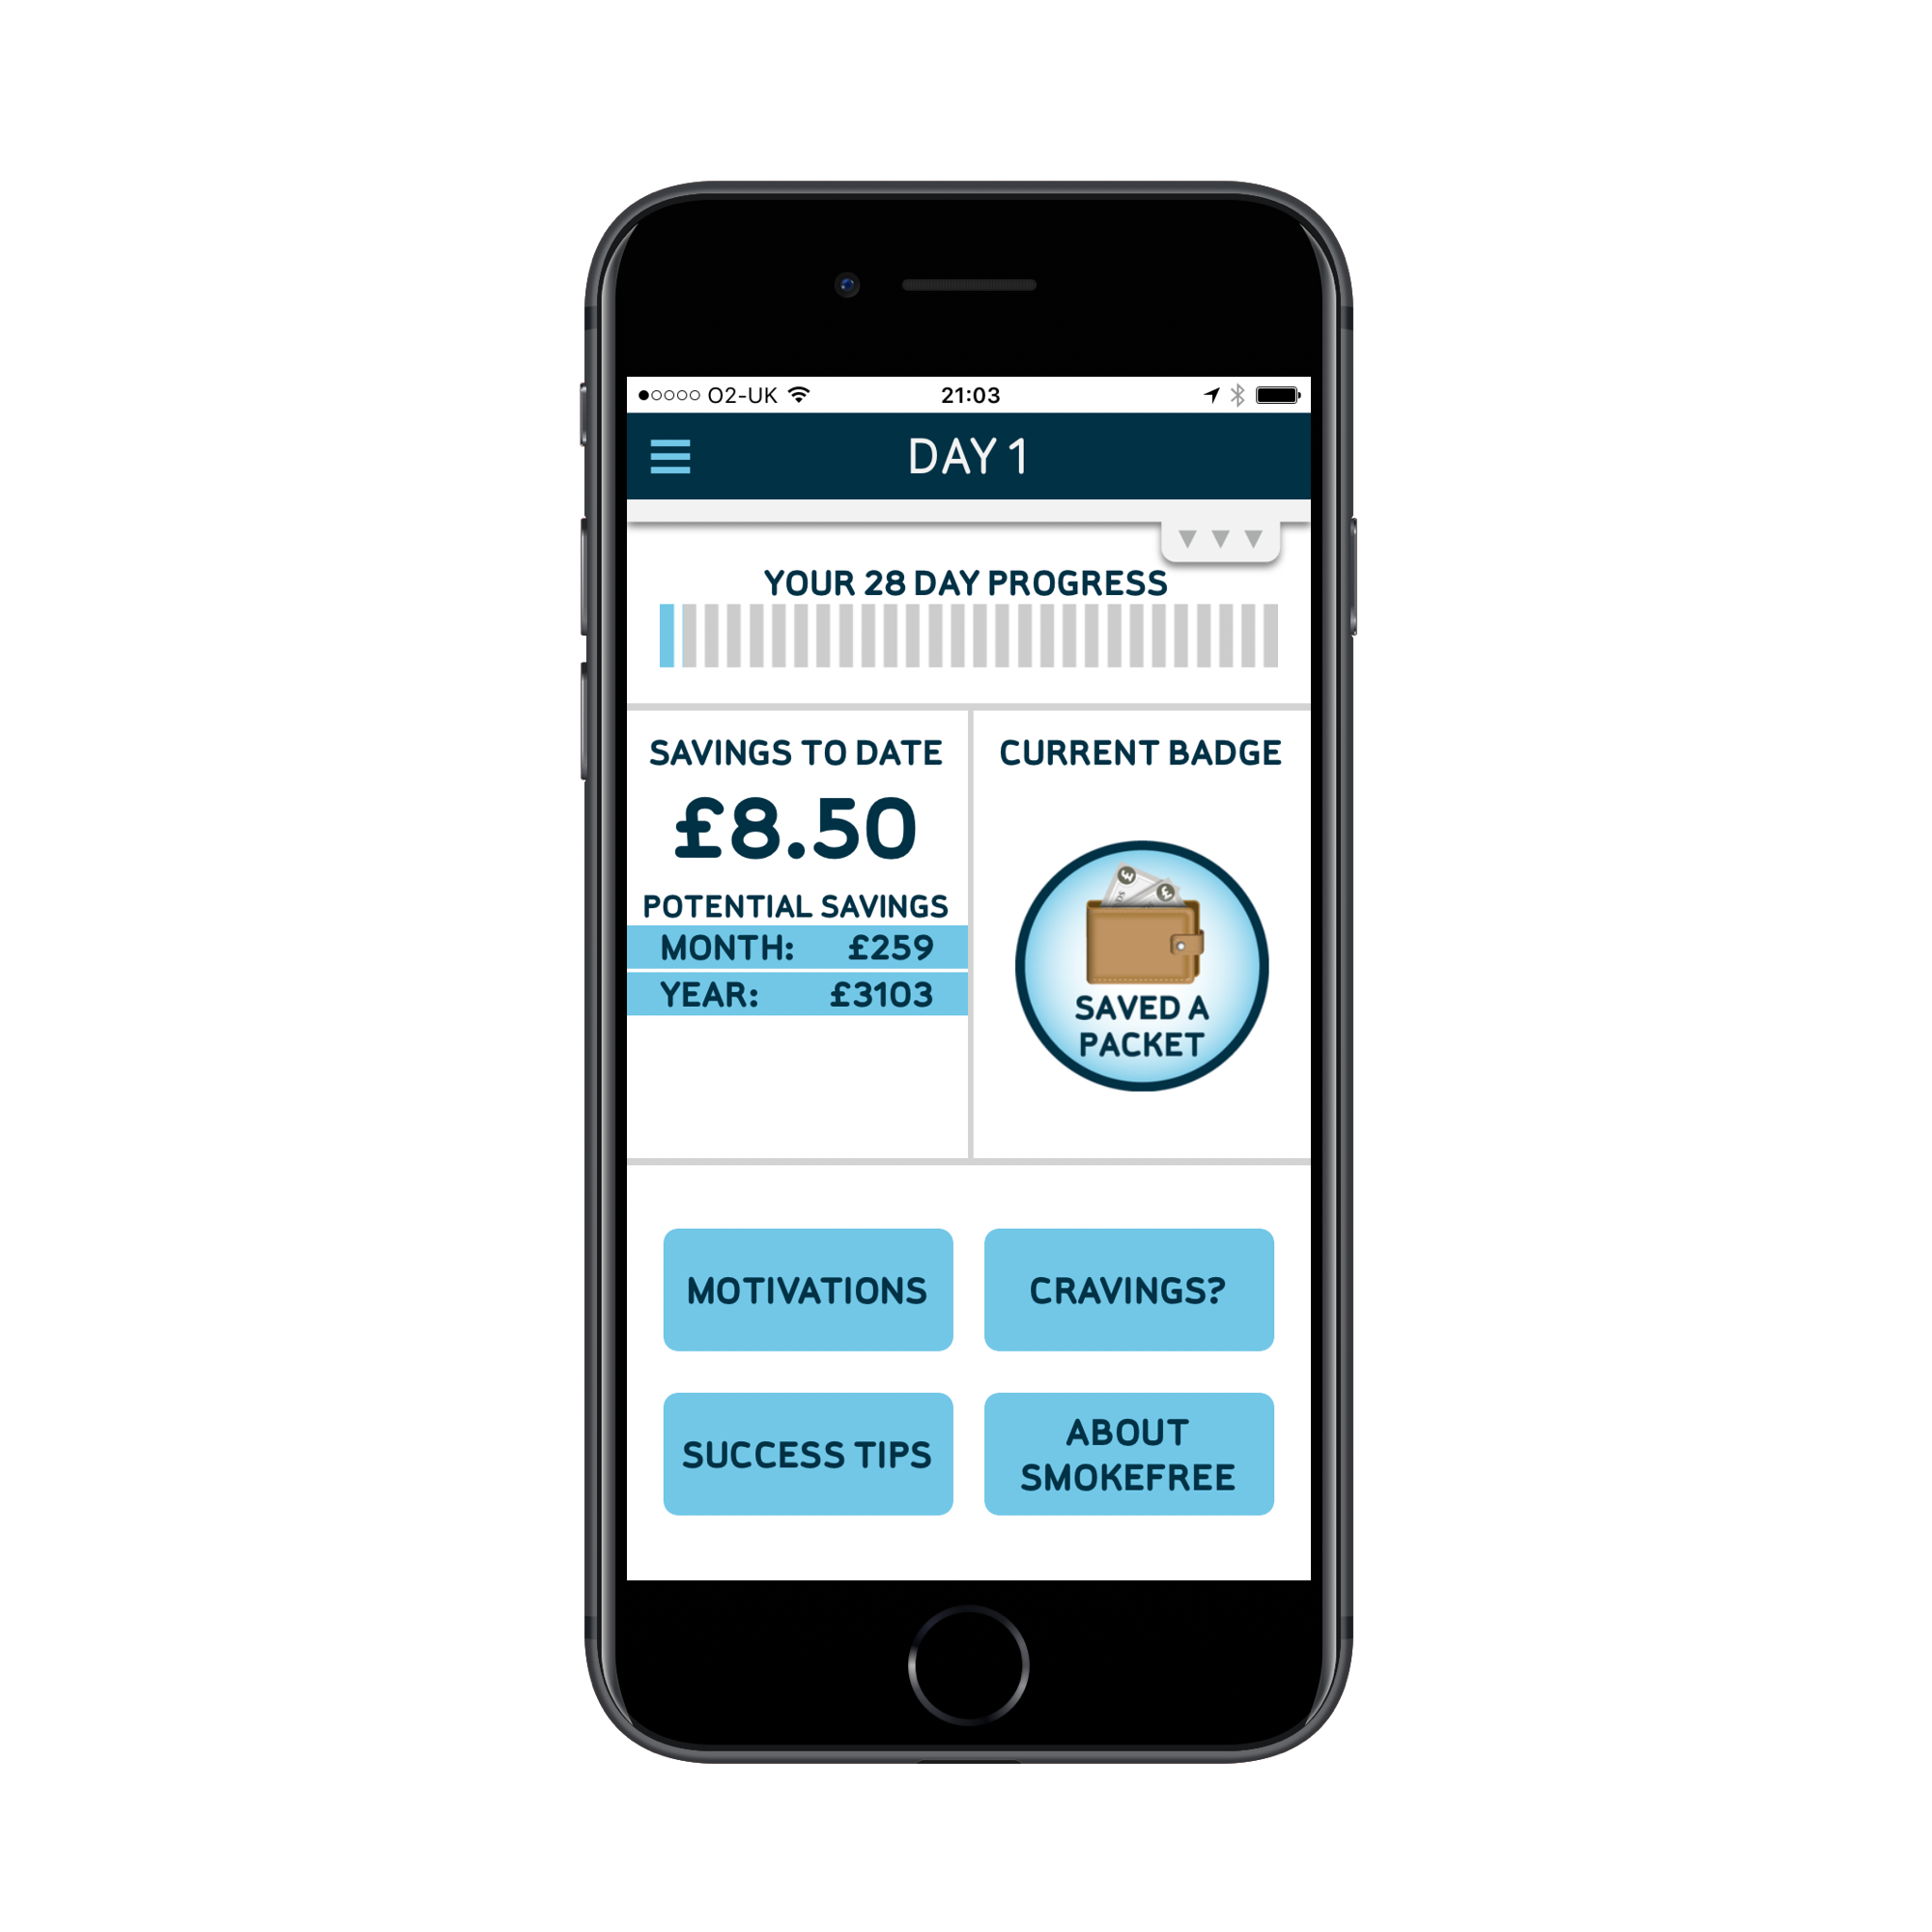 O2-UK 21:03
DAY 1
YOUR 28 DAY PROGRESS
SAVINGS TO DATE
£8.50
POTENTIAL SAVINGS
MONTH: £259
YEAR: £3103
CURRENT BADGE
£ £
SAVED A
PACKET
MOTIVATIONS
CRAVINGS?
SUCCESS TIPS
ABOUT
SMOKEFREE